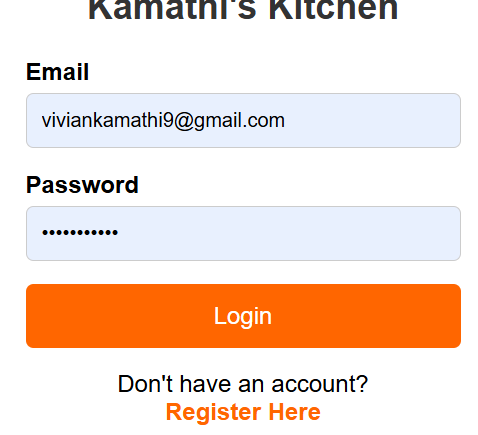 Kamathi's Kitchen
Email
viviankamathi9@gmail.com
Password
•••••••••••
Login
Don't have an account?
Register Here